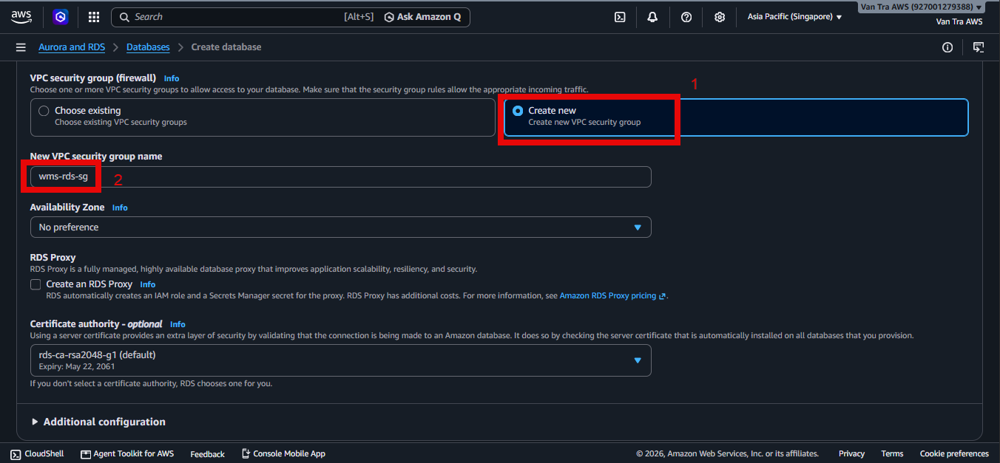 aws
Search [Alt+S] Ask Amazon Q
Asia Pacific (Singapore)
Van Tra AWS (927001279388)
Van Tra AWS
Aurora and RDS > Databases > Create database
VPC security group (firewall) Info
Choose one or more VPC security groups to allow access to your database. Make sure that the security group rules allow the appropriate incoming traffic.
1
Choose existing
Choose existing VPC security groups
Create new
Create new VPC security group
New VPC security group name
wms-rds-sg
2
Availability Zone Info
No preference
RDS Proxy
RDS Proxy is a fully managed, highly available database proxy that improves application scalability, resiliency, and security.
Create an RDS Proxy Info
RDS automatically creates an IAM role and a Secrets Manager secret for the proxy. RDS Proxy has additional costs. For more information, see Amazon RDS Proxy pricing.
Certificate authority - optional Info
Using a server certificate provides an extra layer of security by validating that the connection is being made to an Amazon database. It does so by checking the server certificate that is automatically installed on all databases that you provision.
rds-ca-rsa2048-g1 (default)
Expiry: May 22, 2061
If you don't select a certificate authority, RDS chooses one for you.
Additional configuration
CloudShell Agent Toolkit for AWS Feedback Console Mobile App © 2026, Amazon Web Services, Inc. or its affiliates. Privacy Terms Cookie preferences